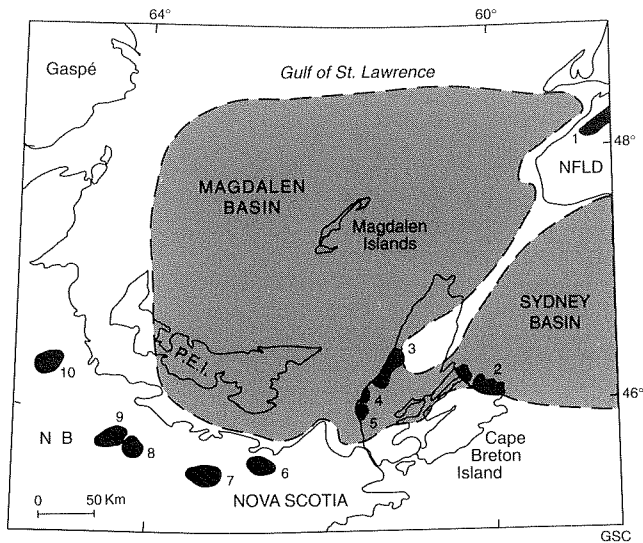 64°
60°
Gaspé
Gulf of St. Lawrence
48°
1
NFLD
MAGDALEN
BASIN
Magdalen
Islands
SYDNEY
BASIN
P.E.I.
3
2
10
4
46°
5
9
N B
8
Cape
Breton
Island
7
6
0 50 Km
NOVA SCOTIA
GSC